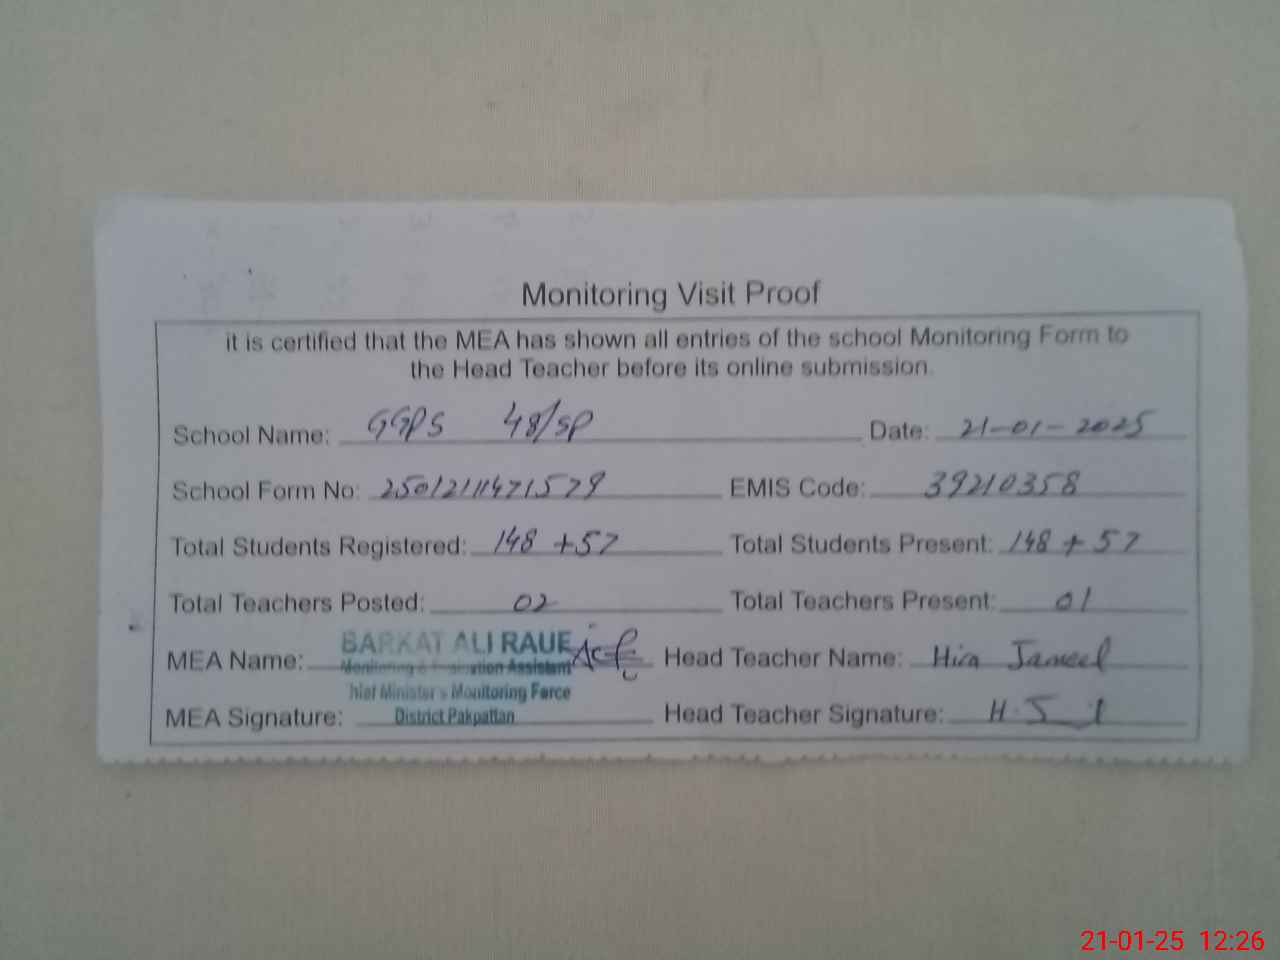 Monitoring Visit Proof
it is certified that the MEA has shown all entries of the school Monitoring Form to
the Head Teacher before its online submission.
School Name: GGPS 48/SP Date: 21-01-2025
School Form No: 2501211471579 EMIS Code: 39210358
Total Students Registered: 148 +57 Total Students Present: 148 + 57
Total Teachers Posted: 02 Total Teachers Present: 01
BARKAT ALI RAUF
MEA Name: Head Teacher Name: Hira Jameel
Monitoring & Evaluation Assistant
hief Minister's Monitoring Force
MEA Signature: District Pakpattan Head Teacher Signature: H.J
21-01-25 12:26